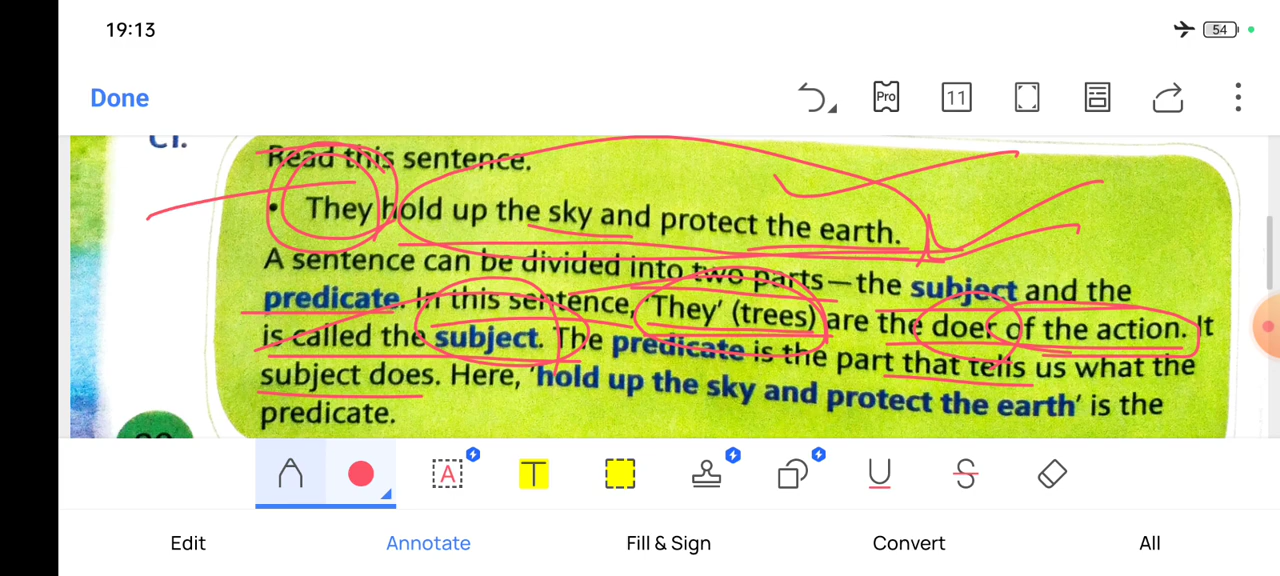 19:13
54
Done
Pro
11
C1.
Read this sentence.
• They hold up the sky and protect the earth.
A sentence can be divided into two parts—the subject and the
predicate. In this sentence, 'They' (trees) are the doer of the action. It
is called the subject. The predicate is the part that tells us what the
subject does. Here, 'hold up the sky and protect the earth' is the
predicate.
A
T
U
S
Edit
Annotate
Fill & Sign
Convert
All